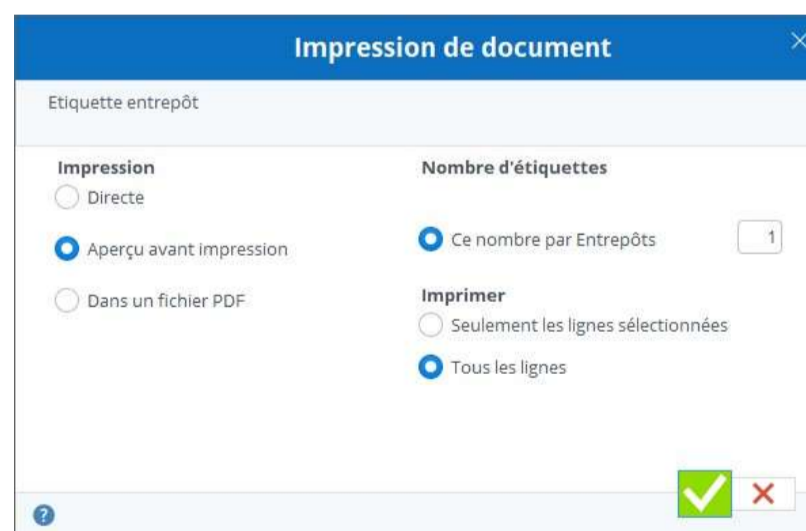 Impression de document
Etiquette entrepôt
Impression
Directe
Aperçu avant impression
Dans un fichier PDF
Nombre d'étiquettes
Ce nombre par Entrepôts 1
Imprimer
Seulement les lignes sélectionnées
Tous les lignes
?